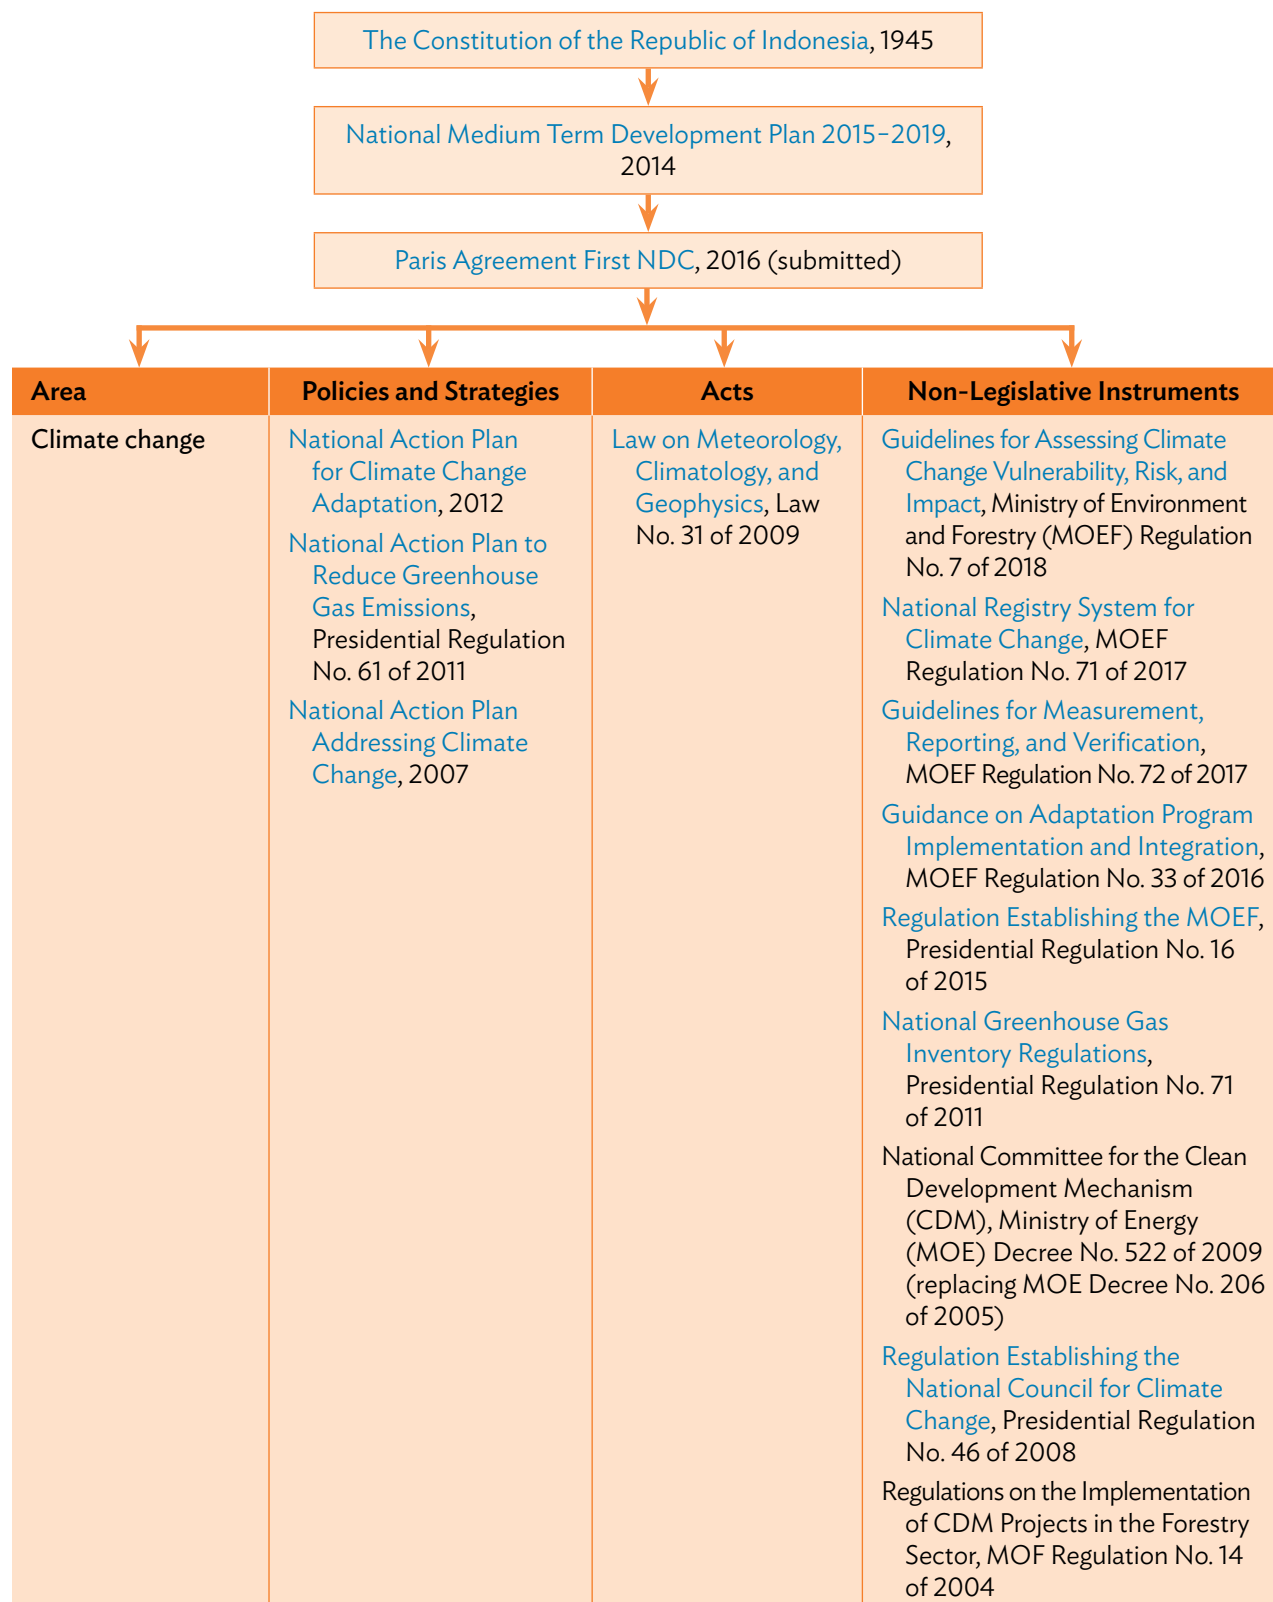 The Constitution of the Republic of Indonesia, 1945
National Medium Term Development Plan 2015–2019,
2014
Paris Agreement First NDC, 2016 (submitted)
Area
Policies and Strategies
Acts
Non-Legislative Instruments
Climate change
National Action Plan
for Climate Change
Adaptation, 2012
National Action Plan to
Reduce Greenhouse
Gas Emissions,
Presidential Regulation
No. 61 of 2011
National Action Plan
Addressing Climate
Change, 2007
Law on Meteorology,
Climatology, and
Geophysics, Law
No. 31 of 2009
Guidelines for Assessing Climate
Change Vulnerability, Risk, and
Impact, Ministry of Environment
and Forestry (MOEF) Regulation
No. 7 of 2018
National Registry System for
Climate Change, MOEF
Regulation No. 71 of 2017
Guidelines for Measurement,
Reporting, and Verification,
MOEF Regulation No. 72 of 2017
Guidance on Adaptation Program
Implementation and Integration,
MOEF Regulation No. 33 of 2016
Regulation Establishing the MOEF,
Presidential Regulation No. 16
of 2015
National Greenhouse Gas
Inventory Regulations,
Presidential Regulation No. 71
of 2011
National Committee for the Clean
Development Mechanism
(CDM), Ministry of Energy
(MOE) Decree No. 522 of 2009
(replacing MOE Decree No. 206
of 2005)
Regulation Establishing the
National Council for Climate
Change, Presidential Regulation
No. 46 of 2008
Regulations on the Implementation
of CDM Projects in the Forestry
Sector, MOF Regulation No. 14
of 2004